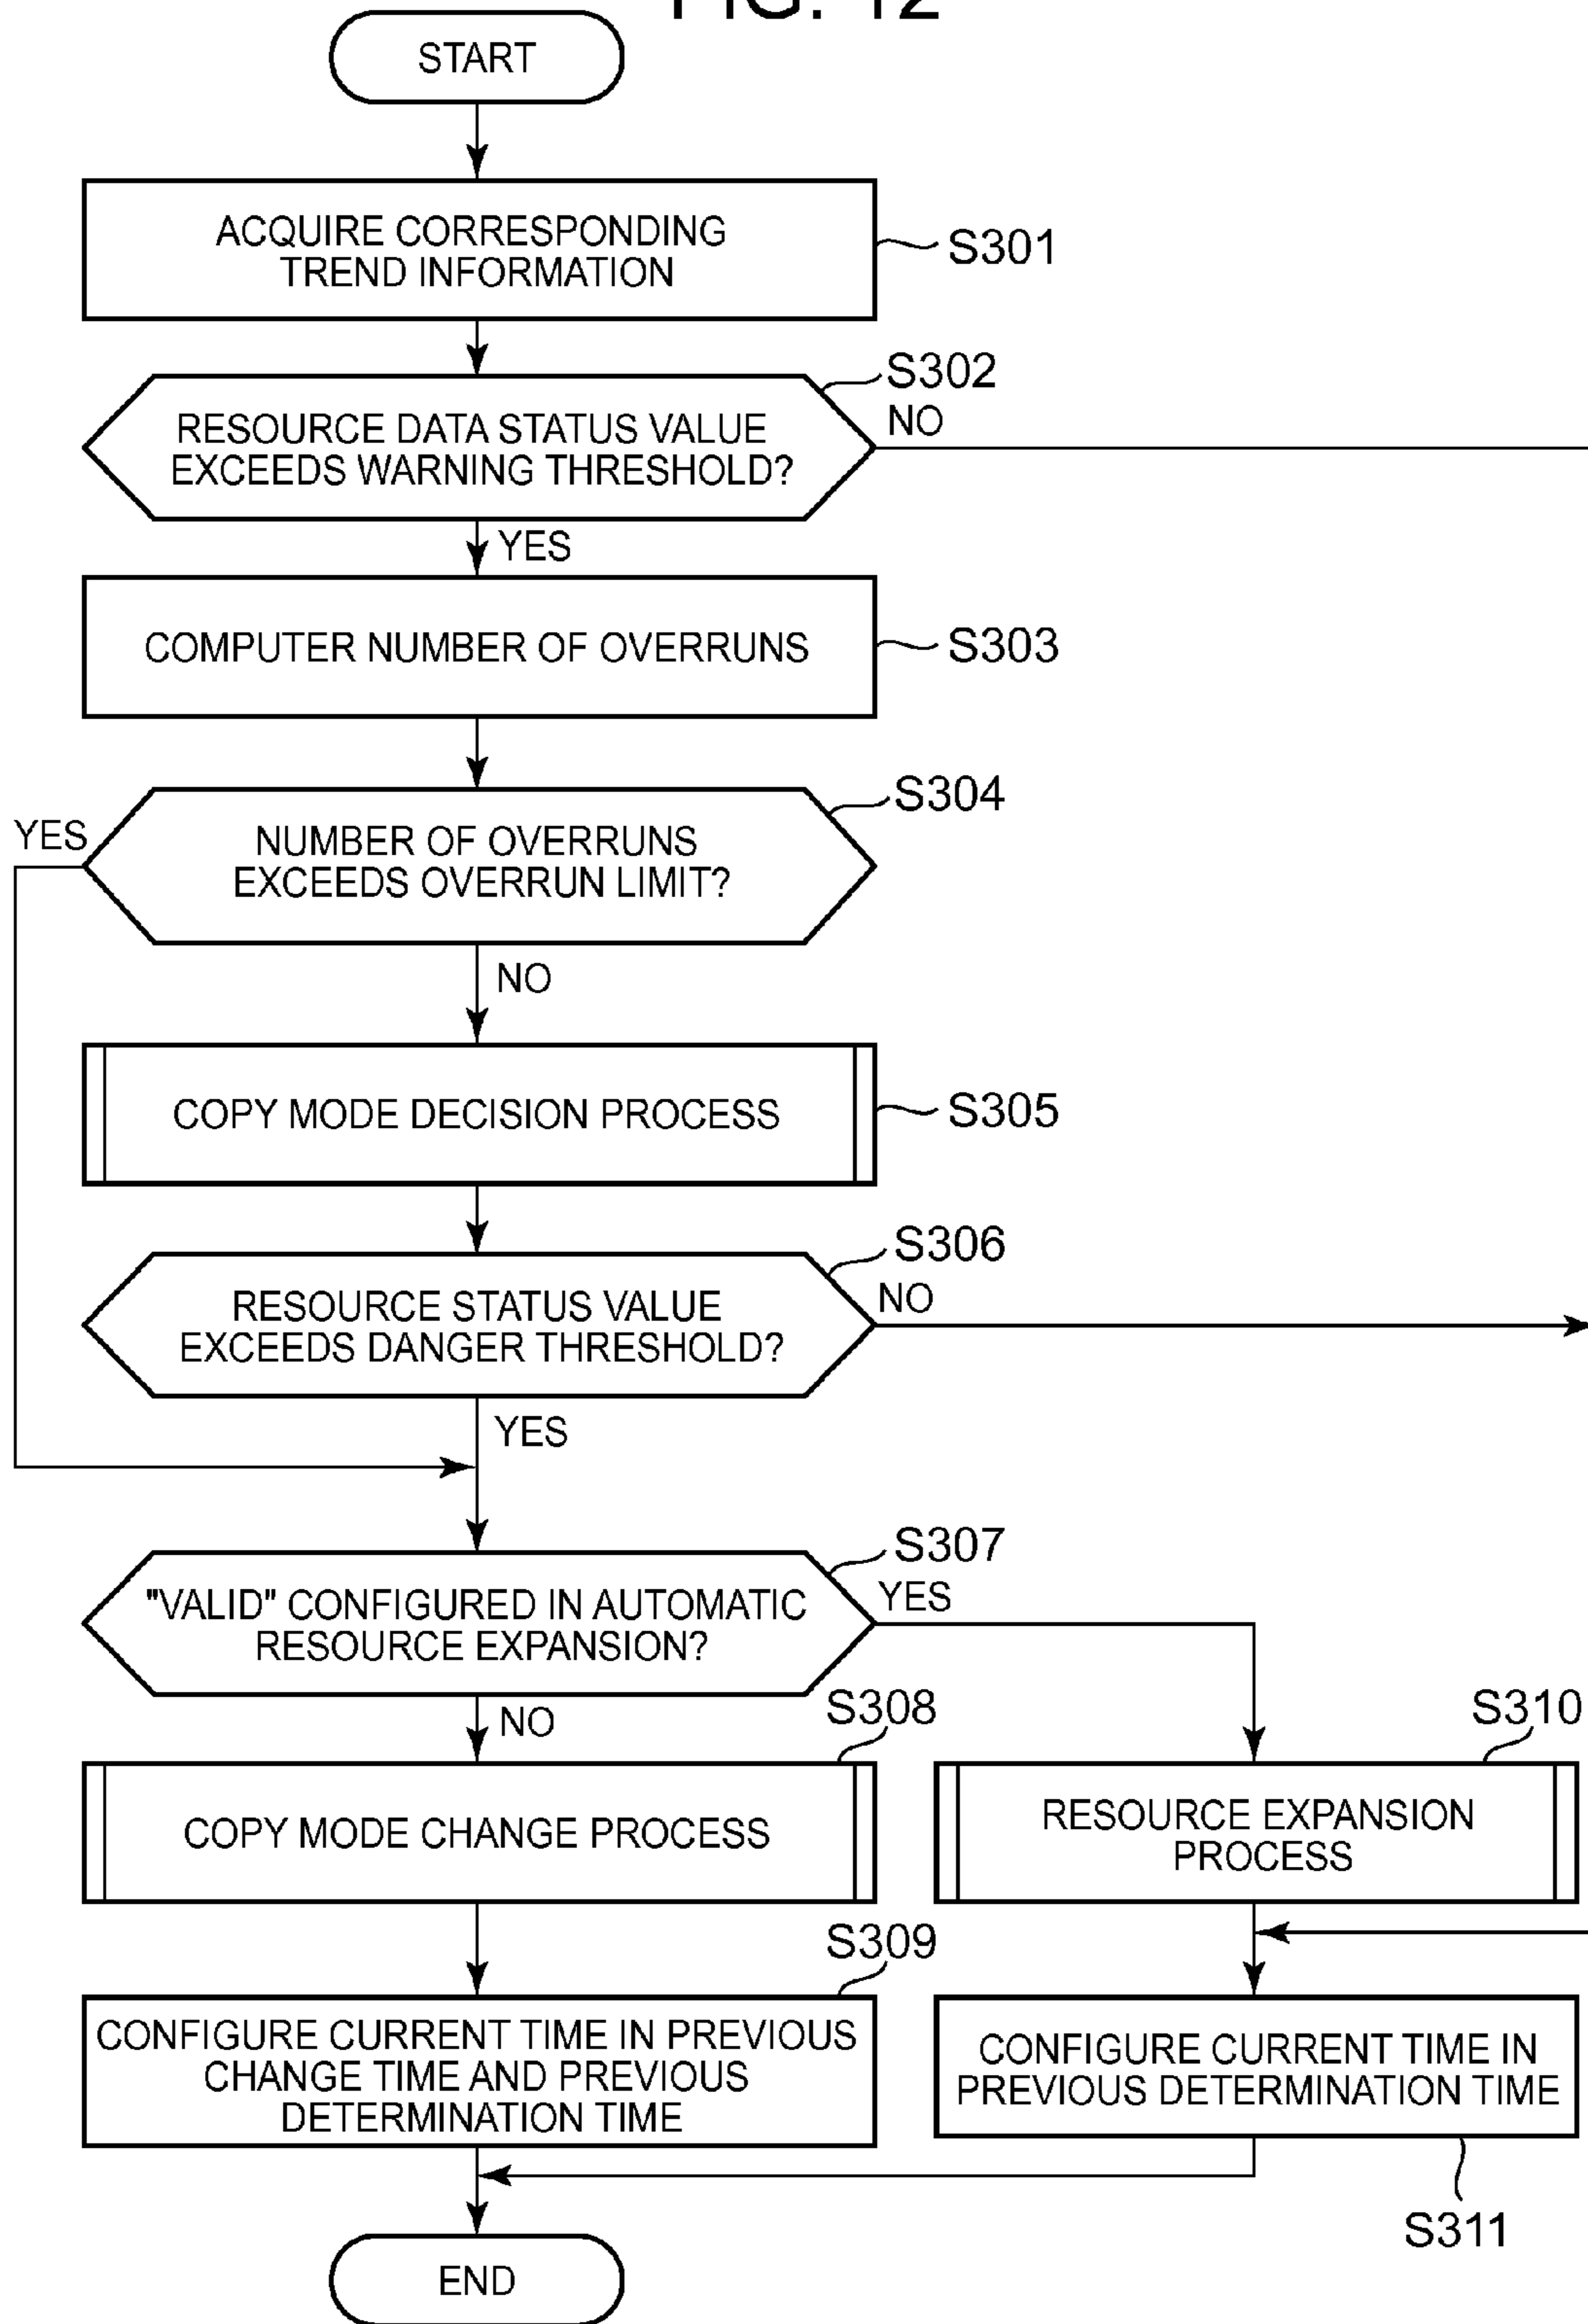 FIG. 12
START
ACQUIRE CORRESPONDING
TREND INFORMATION
S301
S302
RESOURCE DATA STATUS VALUE
EXCEEDS WARNING THRESHOLD?
NO
YES
COMPUTER NUMBER OF OVERRUNS
S303
S304
YES
NUMBER OF OVERRUNS
EXCEEDS OVERRUN LIMIT?
NO
COPY MODE DECISION PROCESS
S305
S306
RESOURCE STATUS VALUE
EXCEEDS DANGER THRESHOLD?
NO
YES
S307
"VALID" CONFIGURED IN AUTOMATIC
RESOURCE EXPANSION?
YES
NO
S308
S310
COPY MODE CHANGE PROCESS
RESOURCE EXPANSION
PROCESS
S309
CONFIGURE CURRENT TIME IN PREVIOUS
CHANGE TIME AND PREVIOUS
DETERMINATION TIME
CONFIGURE CURRENT TIME IN
PREVIOUS DETERMINATION TIME
S311
END